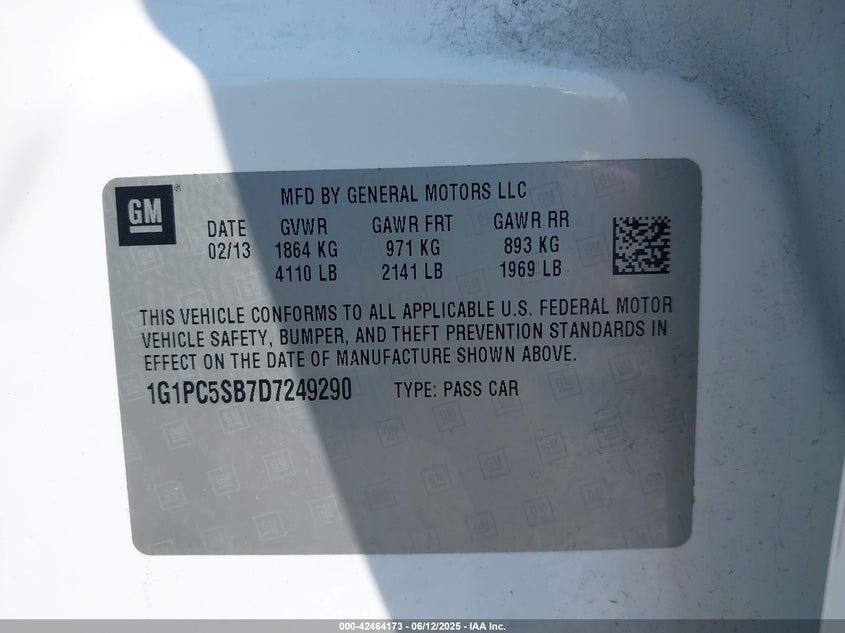 GM
MFD BY GENERAL MOTORS LLC
DATE GVWR GAWR FRT GAWR RR
02/13 1864 KG 971 KG 893 KG
4110 LB 2141 LB 1969 LB
THIS VEHICLE CONFORMS TO ALL APPLICABLE U.S. FEDERAL MOTOR
VEHICLE SAFETY, BUMPER, AND THEFT PREVENTION STANDARDS IN
EFFECT ON THE DATE OF MANUFACTURE SHOWN ABOVE.
1G1PC5SB7D7249290 TYPE: PASS CAR
000-42464173 - 06/12/2025 - IAA Inc.